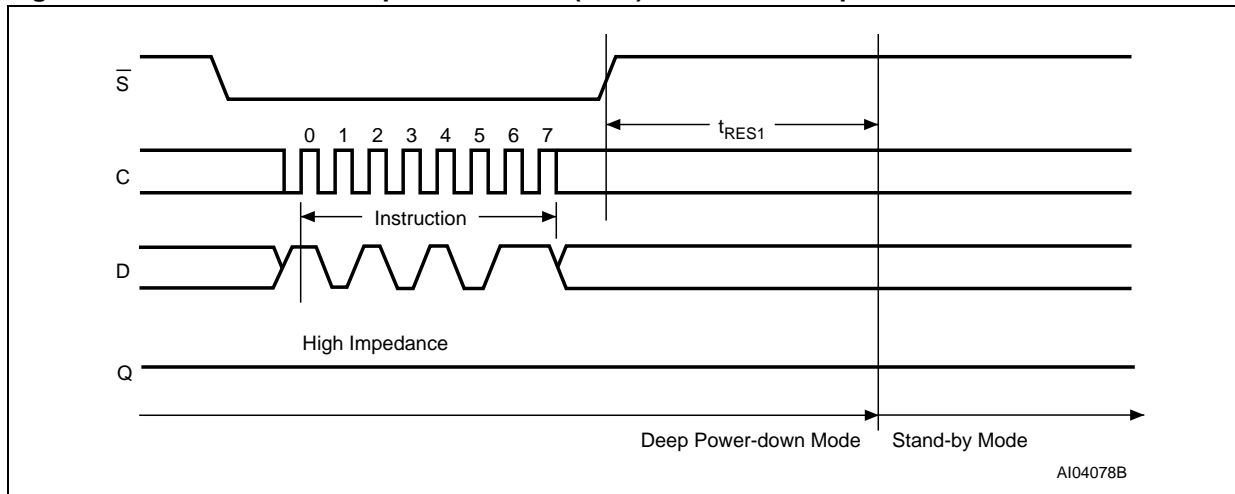 S̅
0 1 2 3 4 5 6 7
tRES1
C
Instruction
D
High Impedance
Q
Deep Power-down Mode Stand-by Mode
AI04078B